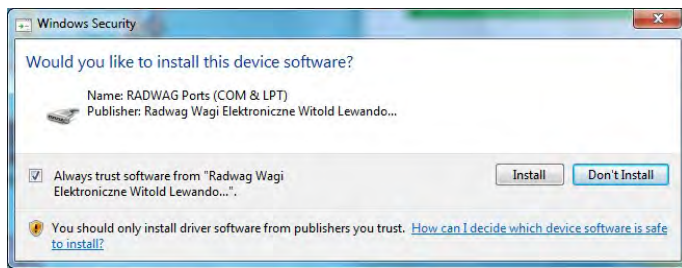 Windows Security
Would you like to install this device software?
Name: RADWAG Ports (COM & LPT)
Publisher: Radwag Wagi Elektroniczne Witold Lewando...
Always trust software from "Radwag Wagi
Elektroniczne Witold Lewando...".
Install
Don't Install
You should only install driver software from publishers you trust. How can I decide which device software is safe
to install?